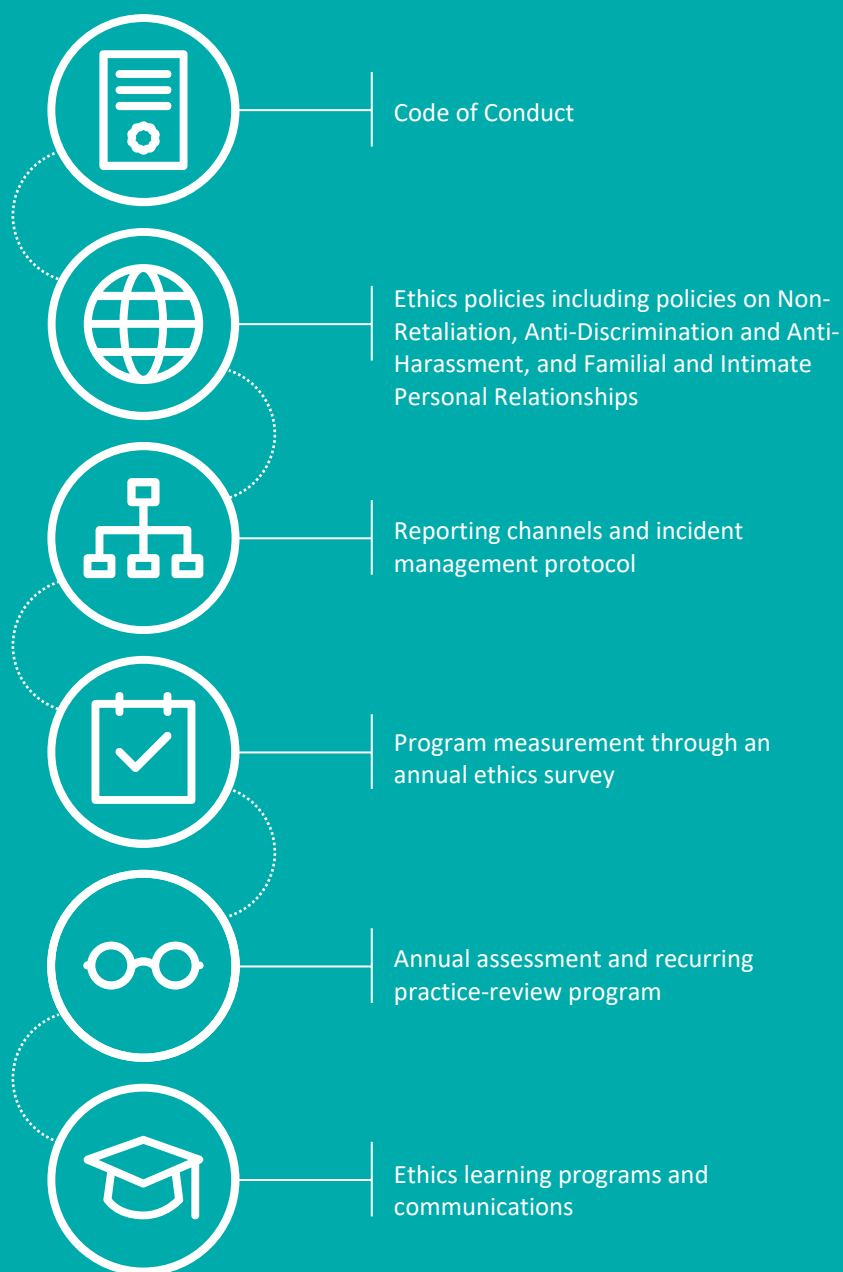 Code of Conduct
Ethics policies including policies on Non-
Retaliation, Anti-Discrimination and Anti-
Harassment, and Familial and Intimate
Personal Relationships
Reporting channels and incident
management protocol
Program measurement through an
annual ethics survey
Annual assessment and recurring
practice-review program
Ethics learning programs and
communications